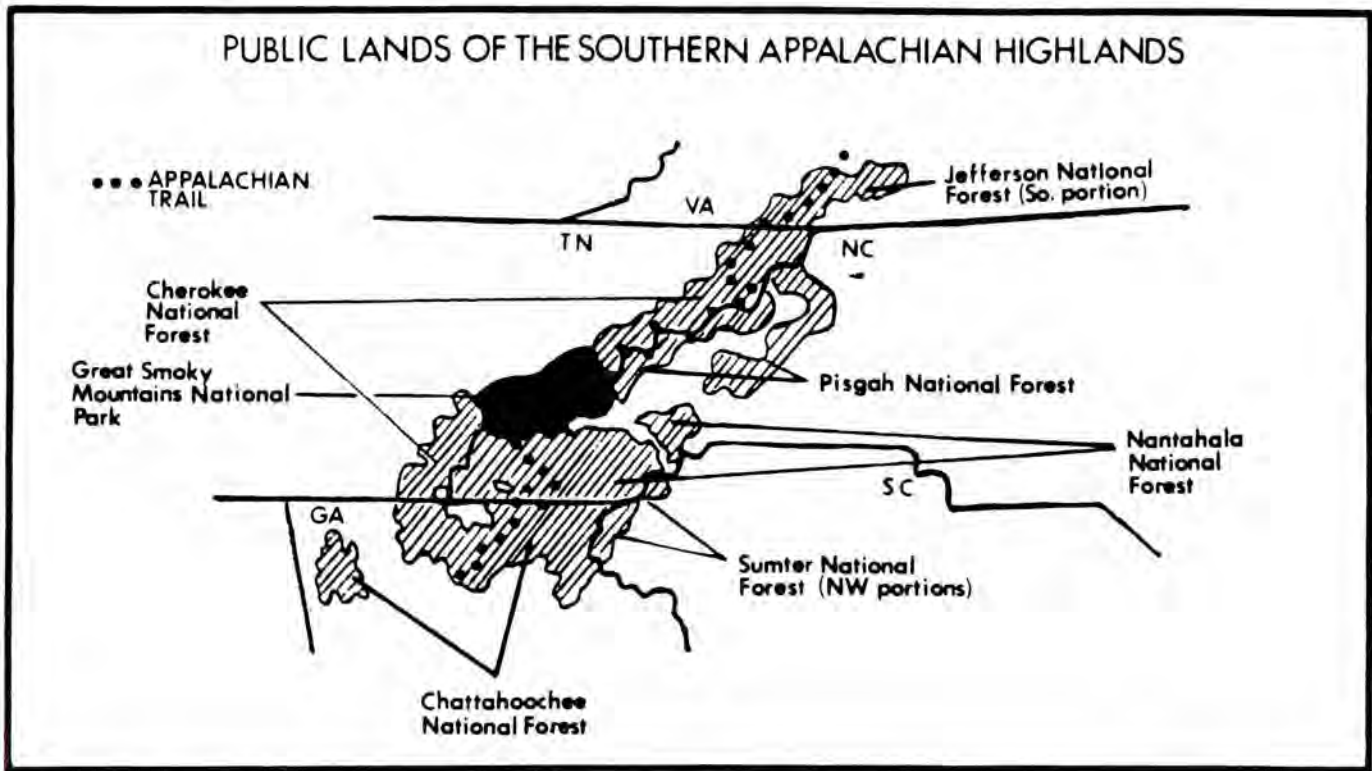 PUBLIC LANDS OF THE SOUTHERN APPALACHIAN HIGHLANDS
••• APPALACHIAN
TRAIL
VA
TN
NC
Jefferson National
Forest (So. portion)
Cherokee
National
Forest
Great Smoky
Mountains National
Park
Pisgah National Forest
Nantahala
National
Forest
SC
GA
Sumter National
Forest (NW portions)
Chattahoochee
National Forest